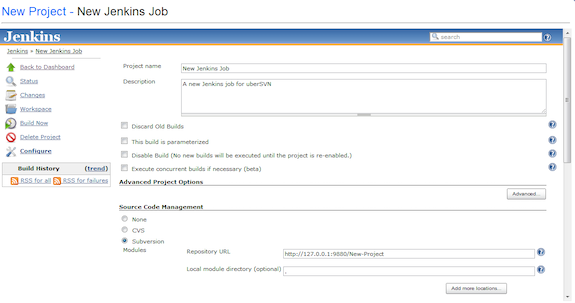 New Project - New Jenkins Job
Jenkins
search
Jenkins » New Jenkins Job
Back to Dashboard
Status
Changes
Workspace
Build Now
Delete Project
Configure
Build History (trend)
RSS for all RSS for failures
Project name New Jenkins Job
Description A new Jenkins job for uberSVN
Discard Old Builds
This build is parameterized
Disable Build (No new builds will be executed until the project is re-enabled.)
Execute concurrent builds if necessary (beta)
Advanced Project Options
Advanced...
Source Code Management
None
CVS
Subversion
Modules Repository URL http://127.0.0.1:9880/New-Project
Local module directory (optional) .
Add more locations...